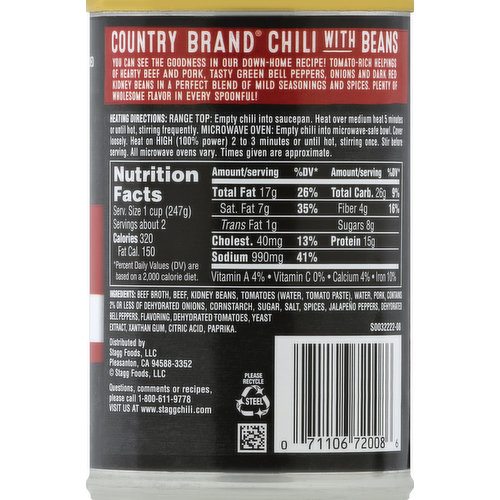 COUNTRY BRAND® CHILI WITH BEANS
YOU CAN SEE THE GOODNESS IN OUR DOWN-HOME RECIPE! TOMATO-RICH HELPINGS
OF HEARTY BEEF AND PORK, TASTY GREEN BELL PEPPERS, ONIONS AND DARK RED
KIDNEY BEANS IN A PERFECT BLEND OF MILD SEASONINGS AND SPICES. PLENTY OF
WHOLESOME FLAVOR IN EVERY SPOONFUL!
HEATING DIRECTIONS: RANGE TOP: Empty chili into saucepan. Heat over medium heat 5 minutes
or until hot, stirring frequently. MICROWAVE OVEN: Empty chili into microwave-safe bowl. Cover
loosely. Heat on HIGH (100% power) 2 to 3 minutes or until hot, stirring once. Stir before
serving. All microwave ovens vary. Times given are approximate.
Nutrition
Facts
Serv. Size 1 cup (247g)
Servings about 2
Calories 320
Fat Cal. 150
*Percent Daily Values (DV) are
based on a 2,000 calorie diet.
Amount/serving %DV* Amount/serving %DV*
Total Fat 17g 26% Total Carb. 26g 9%
Sat. Fat 7g 35% Fiber 4g 16%
Trans Fat 1g Sugars 8g
Cholest. 40mg 13% Protein 15g
Sodium 990mg 41%
Vitamin A 4% • Vitamin C 0% • Calcium 4% • Iron 10%
INGREDIENTS: BEEF BROTH, BEEF, KIDNEY BEANS, TOMATOES (WATER, TOMATO PASTE), WATER, PORK, CONTAINS
2% OR LESS OF DEHYDRATED ONIONS, CORNSTARCH, SUGAR, SALT, SPICES, JALAPEÑO PEPPERS, DEHYDRATED
BELL PEPPERS, FLAVORING, DEHYDRATED TOMATOES, YEAST
EXTRACT, XANTHAN GUM, CITRIC ACID, PAPRIKA.
S0032222-00
Distributed by
Stagg Foods, LLC
Pleasanton, CA 94588-3352
© Stagg Foods, LLC
Questions, comments or recipes,
please call 1-800-611-9778
VISIT US AT www.staggchili.com
PLEASE
RECYCLE
STEEL
0 71106 72008 6